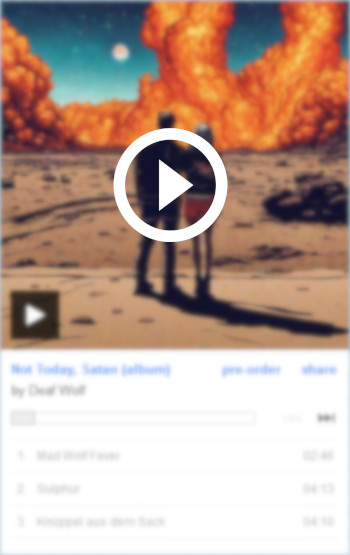 Not Today, Satan (album) pre-order share
by Deaf Wolf
1. Mad Wolf Fever 02:46
2. Sulphur 04:13
3. Knüppel aus dem Sack 04:10